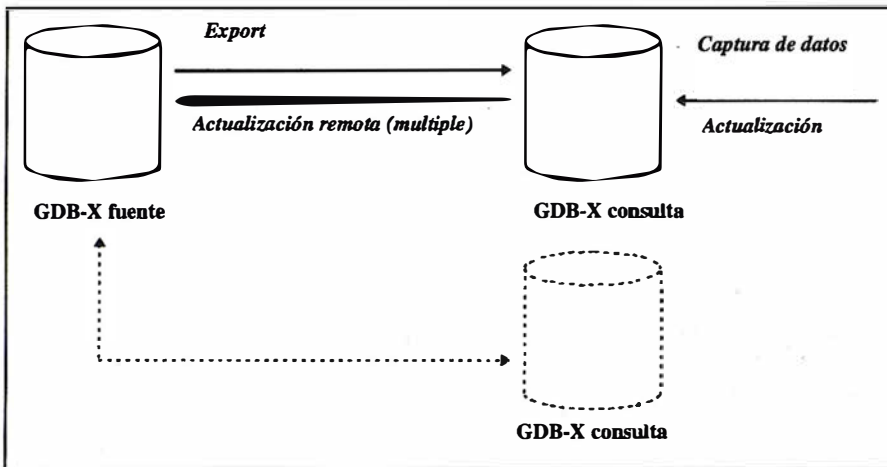 Export
Captura de datos
Actualización remota (multiple)
Actualización
GDB-X fuente
GDB-X consulta
GDB-X consulta